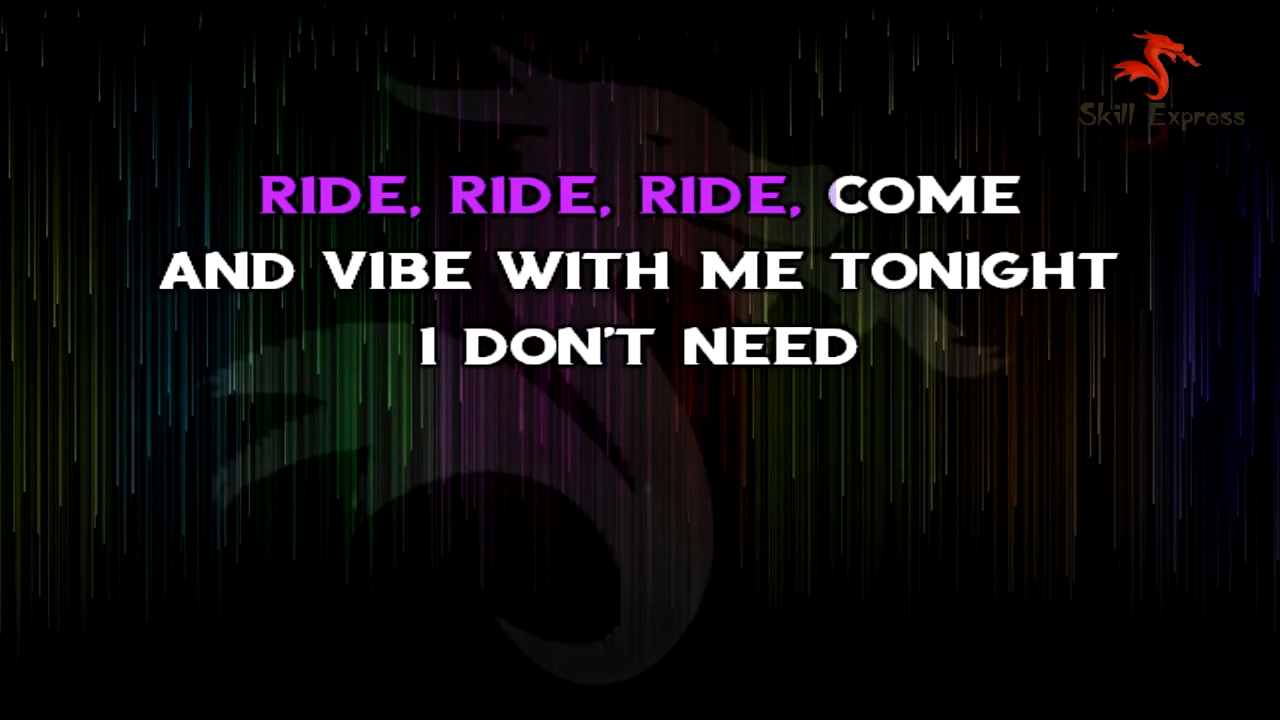 Skill Express
RIDE, RIDE, RIDE, COME
AND VIBE WITH ME TONIGHT
I DON'T NEED